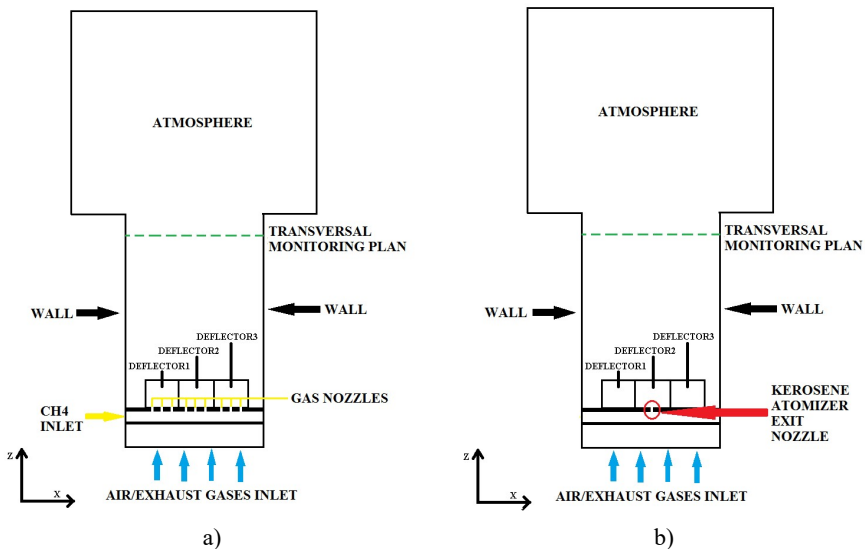 ATMOSPHERE
TRANSVERSAL
MONITORING PLAN
WALL
WALL
DEFLECTOR3
DEFLECTOR2
DEFLECTOR1
GAS NOZZLES
CH4
INLET
z
x
AIR/EXHAUST GASES INLET
a)
ATMOSPHERE
TRANSVERSAL
MONITORING PLAN
WALL
WALL
DEFLECTOR3
DEFLECTOR2
DEFLECTOR1
KEROSENE
ATOMIZER
EXIT
NOZZLE
z
x
AIR/EXHAUST GASES INLET
b)